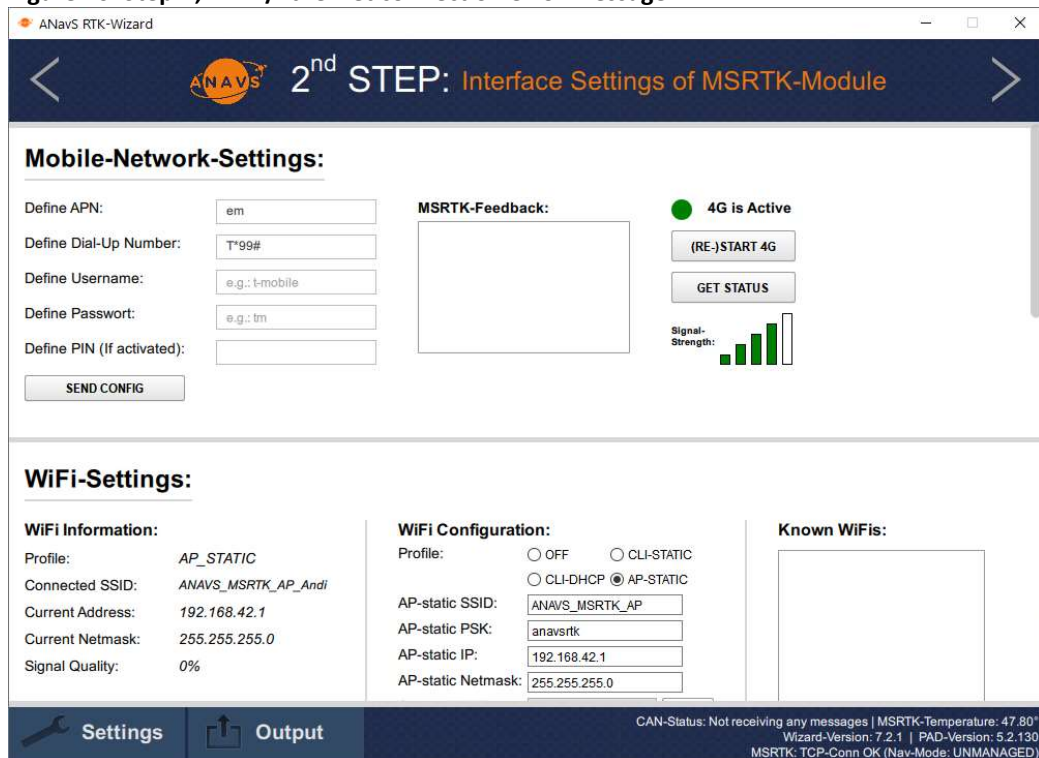 ANavS RTK-Wizard
ANAVS 2nd STEP: Interface Settings of MSRTK-Module
Mobile-Network-Settings:
Define APN: em
Define Dial-Up Number: T*99#
Define Username: e.g.: t-mobile
Define Passwort: e.g.: tm
Define PIN (If activated):
SEND CONFIG
MSRTK-Feedback:
4G is Active
(RE-)START 4G
GET STATUS
Signal-
Strength:
WiFi-Settings:
WiFi Information:
Profile: AP_STATIC
Connected SSID: ANAVS_MSRTK_AP_Andi
Current Address: 192.168.42.1
Current Netmask: 255.255.255.0
Signal Quality: 0%
WiFi Configuration:
Profile: OFF CLI-STATIC
CLI-DHCP AP-STATIC
AP-static SSID: ANAVS_MSRTK_AP
AP-static PSK: anavsrtk
AP-static IP: 192.168.42.1
AP-static Netmask: 255.255.255.0
Known WiFis:
Settings
Output
CAN-Status: Not receiving any messages | MSRTK-Temperature: 47.80°
Wizard-Version: 7.2.1 | PAD-Version: 5.2.130
MSRTK: TCP-Conn OK (Nav-Mode: UNMANAGED)